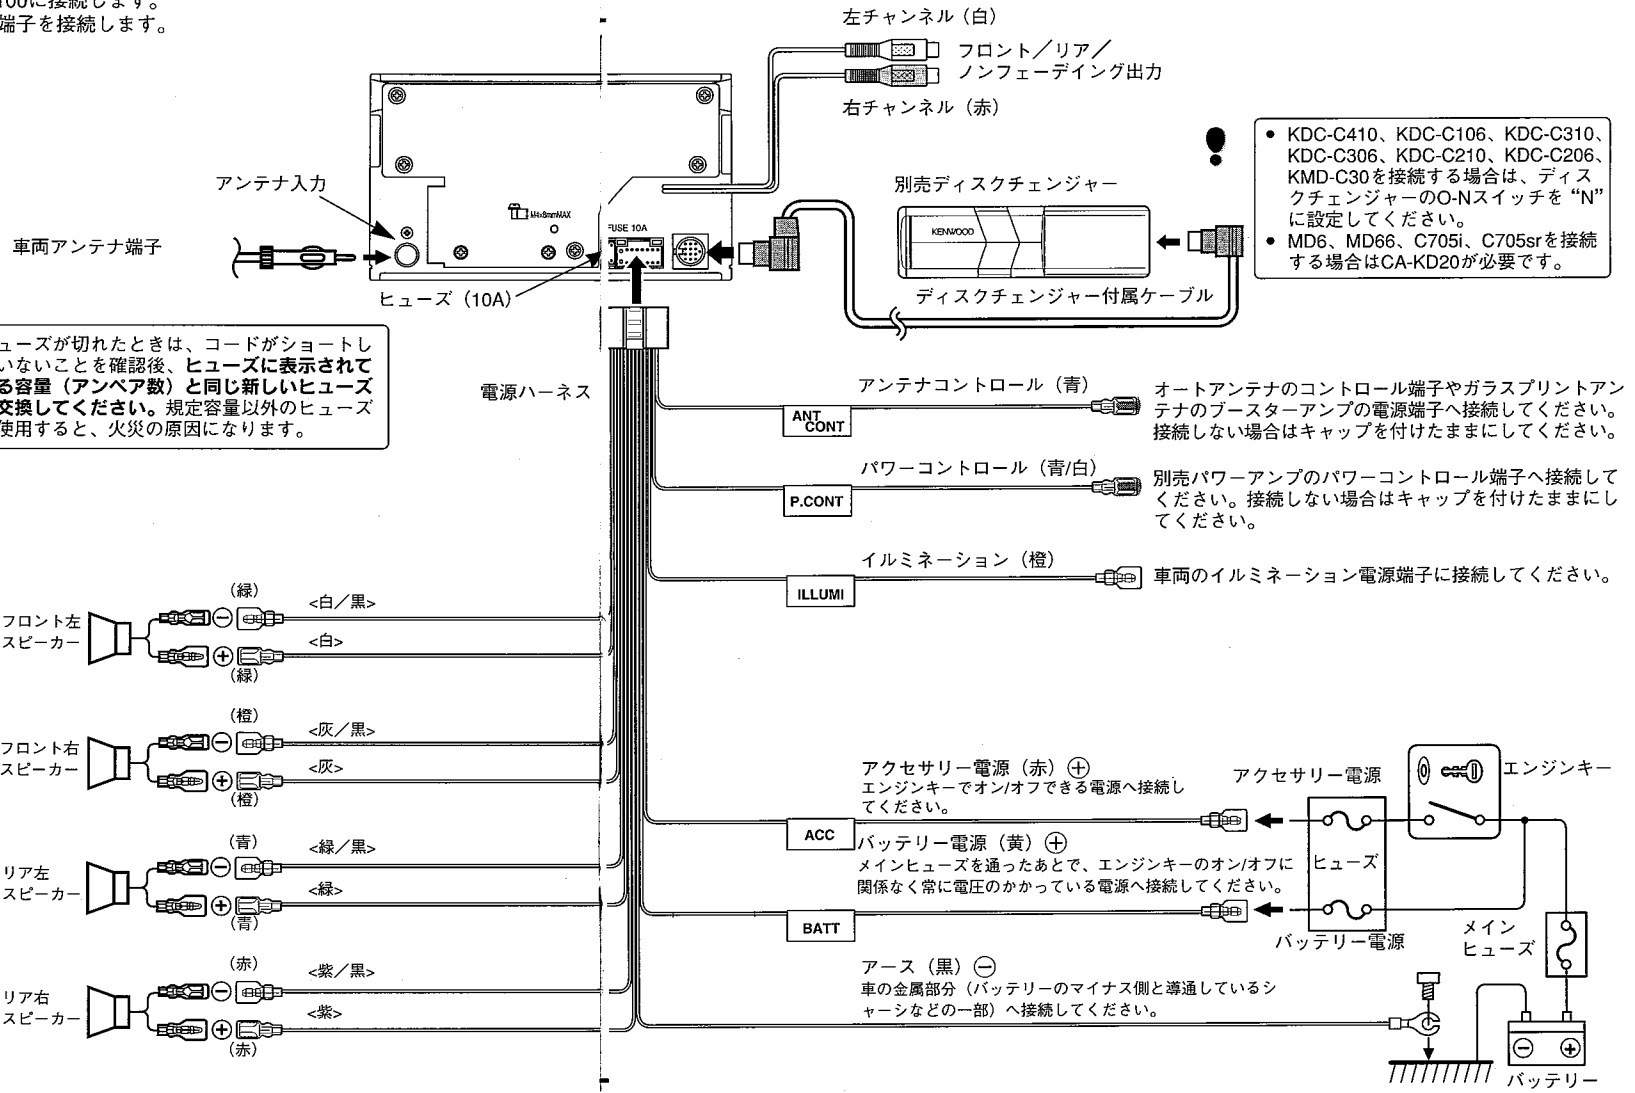 100に接続します。
端子を接続します。
左チャンネル（白）
フロント／リア／
ノンフェーディング出力
右チャンネル（赤）
● KDC-C410、KDC-C106、KDC-C310、
KDC-C306、KDC-C210、KDC-C206、
KMD-C30を接続する場合は、ディス
クチェンジャーのO-Nスイッチを “N”
に設定してください。
● MD6、MD66、C705i、C705srを接続
する場合はCA-KD20が必要です。
アンテナ入力
車両アンテナ端子
M4x8mmMAX
FUSE 10A
ヒューズ（10A）
別売ディスクチェンジャー
KENWOOD
ディスクチェンジャー付属ケーブル
ューズが切れたときは、コードがショートし
いないことを確認後、ヒューズに表示されて
る容量（アンペア数）と同じ新しいヒューズ
交換してください。規定容量以外のヒューズ
使用すると、火災の原因になります。
電源ハーネス
アンテナコントロール（青）
ANT
CONT
オートアンテナのコントロール端子やガラスプリントアン
テナのブースターアンプの電源端子へ接続してください。
接続しない場合はキャップを付けたままにしてください。
パワーコントロール（青/白）
P.CONT
別売パワーアンプのパワーコントロール端子へ接続して
ください。接続しない場合はキャップを付けたままにし
てください。
イルミネーション（橙）
ILLUMI
車両のイルミネーション電源端子に接続してください。
フロント左
スピーカー
（緑）
<白／黒>
<白>
（緑）
フロント右
スピーカー
（橙）
<灰／黒>
<灰>
（橙）
リア左
スピーカー
（青）
<緑／黒>
<緑>
（青）
リア右
スピーカー
（赤）
<紫／黒>
<紫>
（赤）
アクセサリー電源（赤）⊕
エンジンキーでオン/オフできる電源へ接続し
てください。
ACC
アクセサリー電源
エンジンキー
バッテリー電源（黄）⊕
メインヒューズを通ったあとで、エンジンキーのオン/オフに
関係なく常に電圧のかかっている電源へ接続してください。
BATT
ヒューズ
バッテリー電源
メイン
ヒューズ
アース（黒）⊖
車の金属部分（バッテリーのマイナス側と導通しているシ
ャーシなどの一部）へ接続してください。
バッテリー